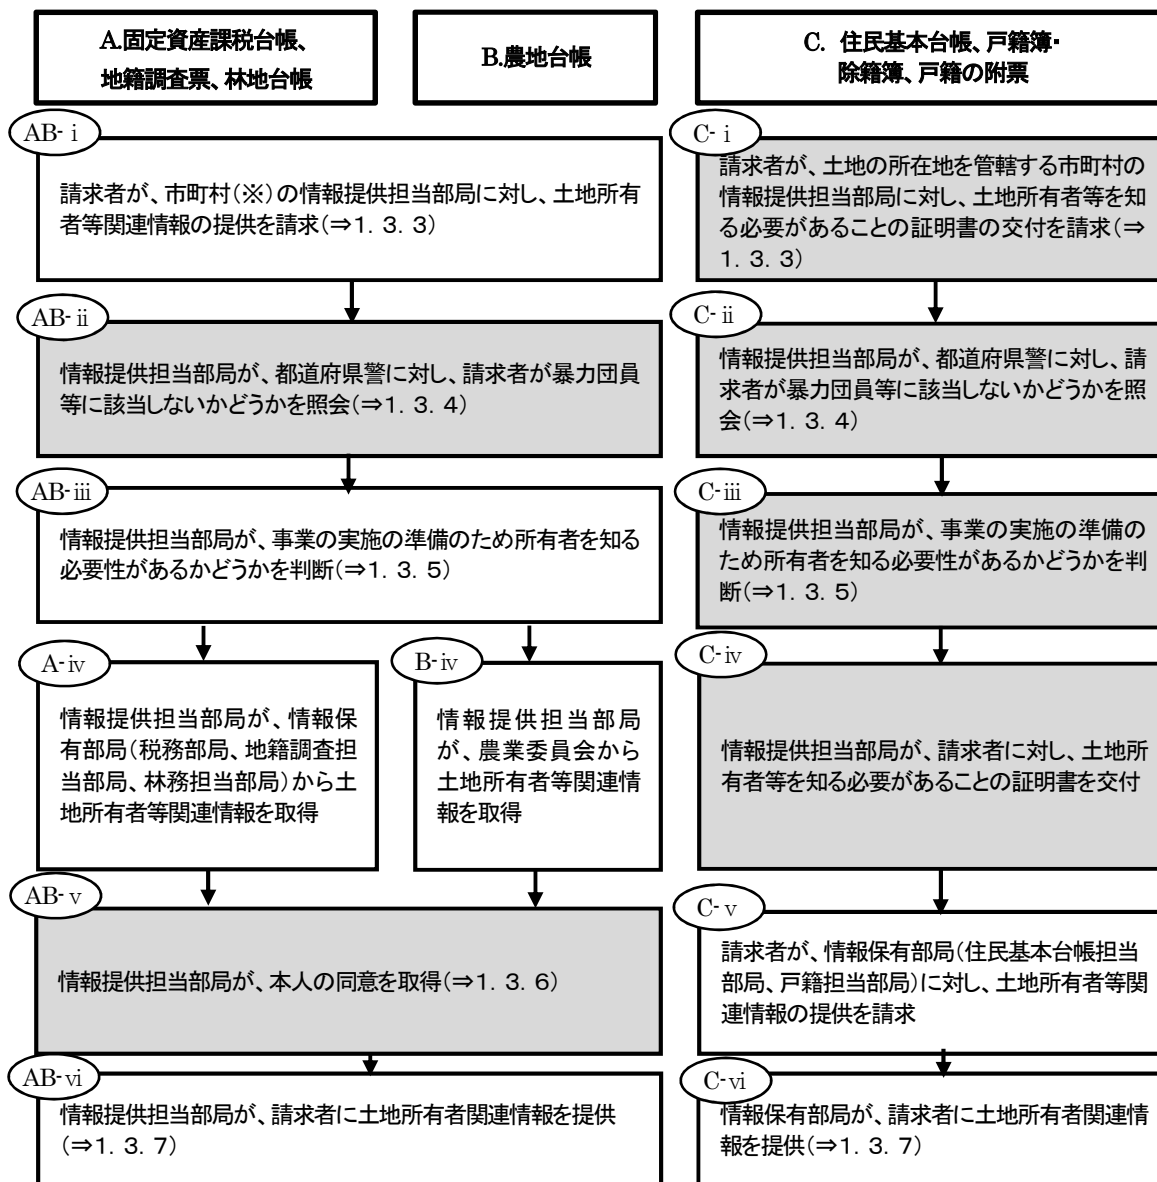 A.固定資産課税台帳、
地籍調査票、林地台帳
B.農地台帳
C. 住民基本台帳、戸籍簿・
除籍簿、戸籍の附票
AB-ⅰ
請求者が、市町村(※)の情報提供担当部局に対し、土地所有
者等関連情報の提供を請求(⇒1. 3. 3)
AB-ⅱ
情報提供担当部局が、都道府県警に対し、請求者が暴力団員
等に該当しないかどうかを照会(⇒1. 3. 4)
AB-ⅲ
情報提供担当部局が、事業の実施の準備のため所有者を知る
必要性があるかどうかを判断(⇒1. 3. 5)
A-ⅳ
情報提供担当部局が、情報保
有部局(税務部局、地籍調査担
当部局、林務担当部局)から土
地所有者等関連情報を取得
B-ⅳ
情報提供担当部局
が、農業委員会から
土地所有者等関連情
報を取得
AB-ⅴ
情報提供担当部局が、本人の同意を取得(⇒1. 3. 6)
AB-ⅵ
情報提供担当部局が、請求者に土地所有者関連情報を提供
(⇒1. 3. 7)
C-ⅰ
請求者が、土地の所在地を管轄する市町村の
情報提供担当部局に対し、土地所有者等を知
る必要があることの証明書の交付を請求(⇒
1. 3. 3)
C-ⅱ
情報提供担当部局が、都道府県警に対し、請
求者が暴力団員等に該当しないかどうかを照
会(⇒1. 3. 4)
C-ⅲ
情報提供担当部局が、事業の実施の準備の
ため所有者を知る必要性があるかどうかを判
断(⇒1. 3. 5)
C-ⅳ
情報提供担当部局が、請求者に対し、土地所
有者等を知る必要があることの証明書を交付
C-ⅴ
請求者が、情報保有部局(住民基本台帳担当
部局、戸籍担当部局)に対し、土地所有者等関
連情報の提供を請求
C-ⅵ
情報保有部局が、請求者に土地所有者関連情
報を提供(⇒1. 3. 7)